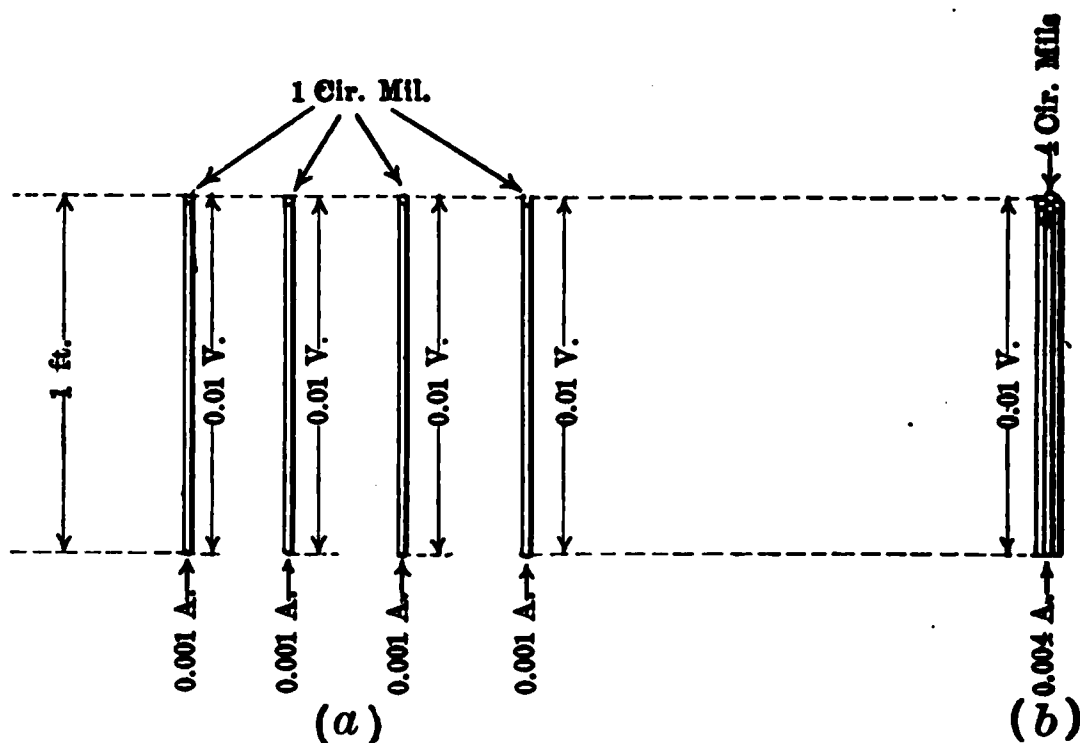 1 Cir. Mil.
4 Cir. Mils
1 ft.
0.01 V.
0.01 V.
0.01 V.
0.01 V.
0.01 V.
0.001 A.
0.001 A.
0.001 A.
0.001 A.
0.004 A.
(a)
(b)